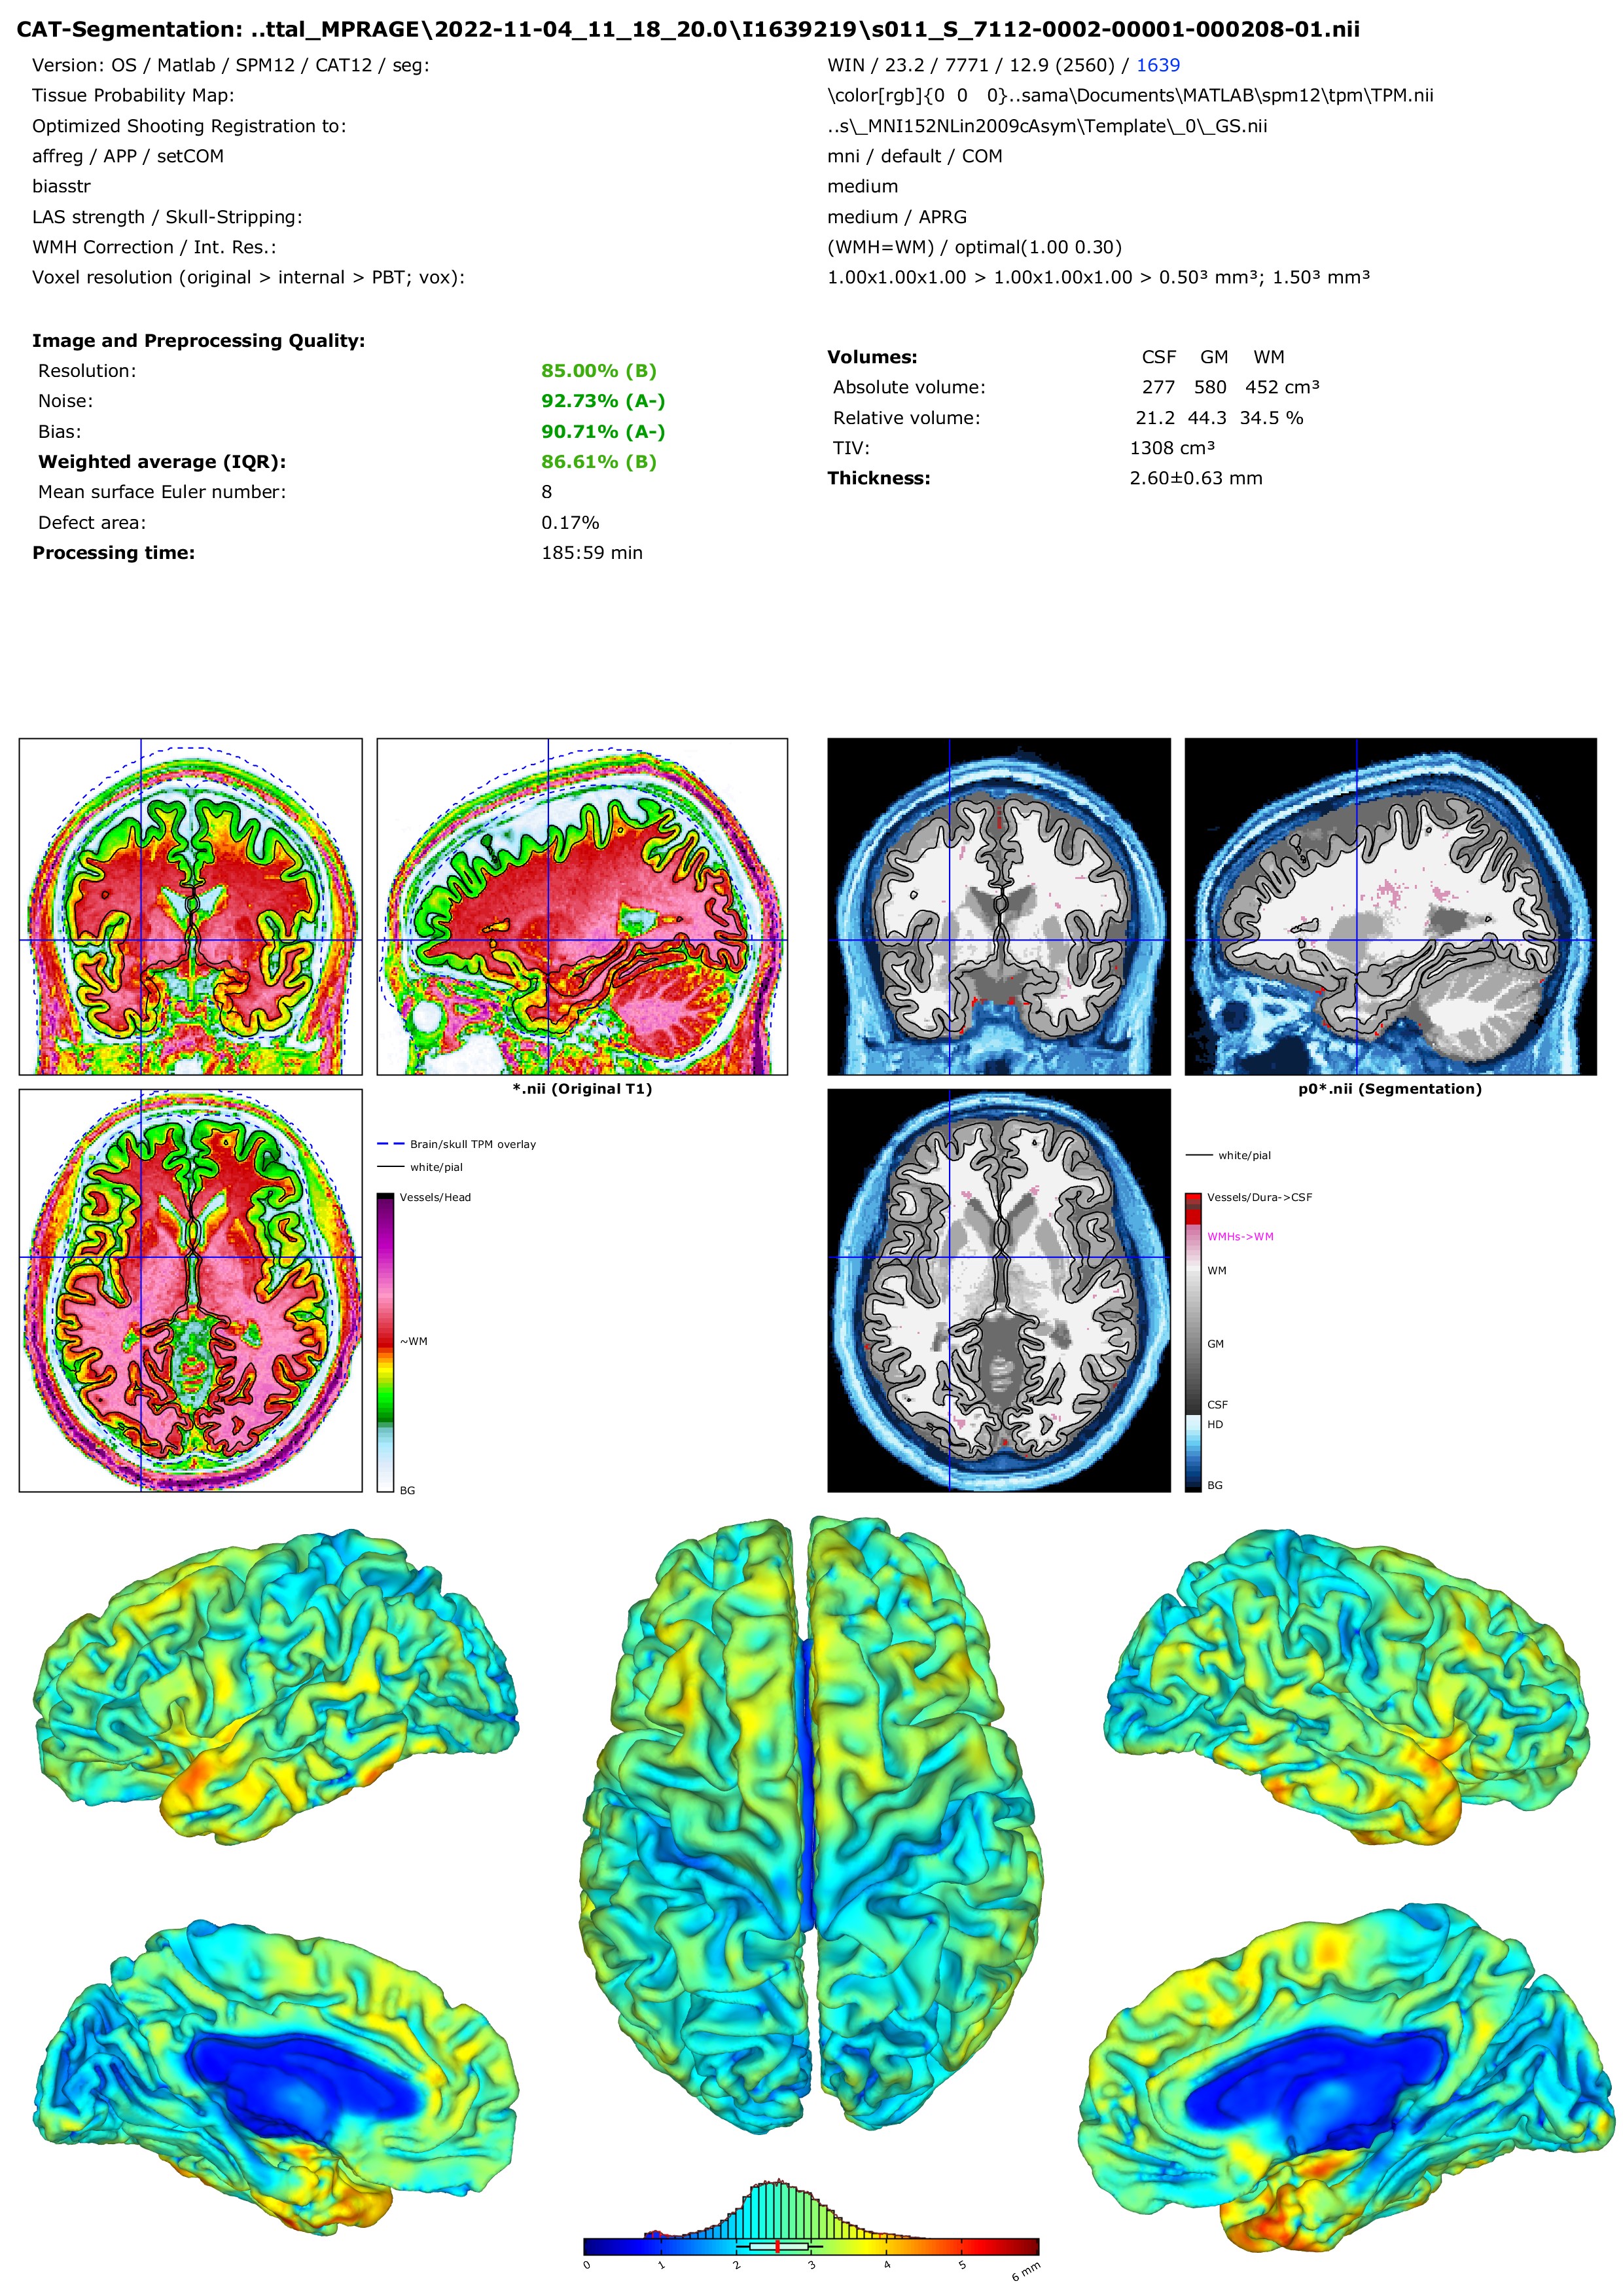 CAT-Segmentation: ..ttal_MPRAGE\2022-11-04_11_18_20.0\I1639219\s011_S_7112-0002-00001-000208-01.nii
Version: OS / Matlab / SPM12 / CAT12 / seg: WIN / 23.2 / 7771 / 12.9 (2560) / 1639
Tissue Probability Map: \color[rgb]{0 0 0}..sama\Documents\MATLAB\spm12\tpm\TPM.nii
Optimized Shooting Registration to: ..s\_MNI152NLin2009cAsym\Template\_0\_GS.nii
affreg / APP / setCOM mni / default / COM
biasstr medium
LAS strength / Skull-Stripping: medium / APRG
WMH Correction / Int. Res.: (WMH=WM) / optimal(1.00 0.30)
Voxel resolution (original > internal > PBT; vox): 1.00x1.00x1.00 > 1.00x1.00x1.00 > 0.50³ mm³; 1.50³ mm³
Image and Preprocessing Quality:
Resolution: 85.00% (B)
Noise: 92.73% (A-)
Bias: 90.71% (A-)
Weighted average (IQR): 86.61% (B)
Mean surface Euler number: 8
Defect area: 0.17%
Processing time: 185:59 min
Volumes: CSF GM WM
Absolute volume: 277 580 452 cm³
Relative volume: 21.2 44.3 34.5 %
TIV: 1308 cm³
Thickness: 2.60±0.63 mm
*.nii (Original T1)
p0*.nii (Segmentation)
Brain/skull TPM overlay
white/pial
Vessels/Head
~WM
BG
white/pial
Vessels/Dura->CSF
WMHs->WM
WM
GM
CSF
HD
BG
0 1 2 3 4 5 6 mm